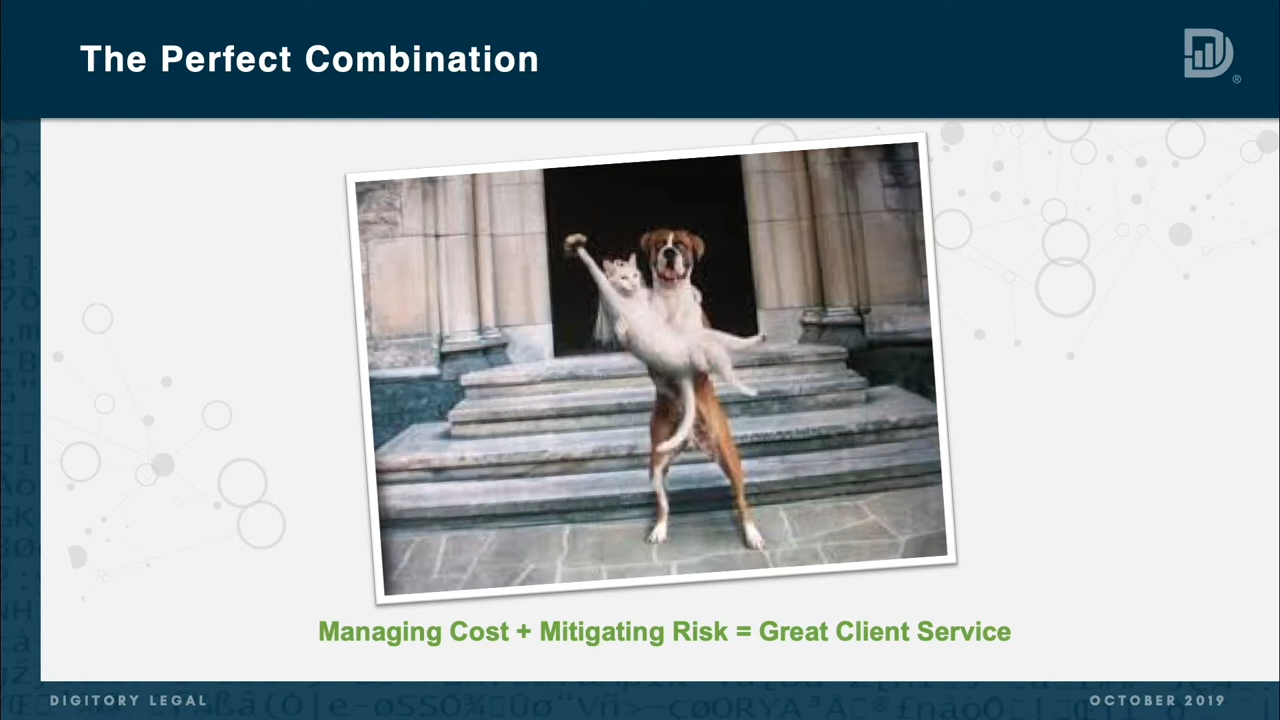 The Perfect Combination
®
Managing Cost + Mitigating Risk = Great Client Service
DIGITORY LEGAL
OCTOBER 2019